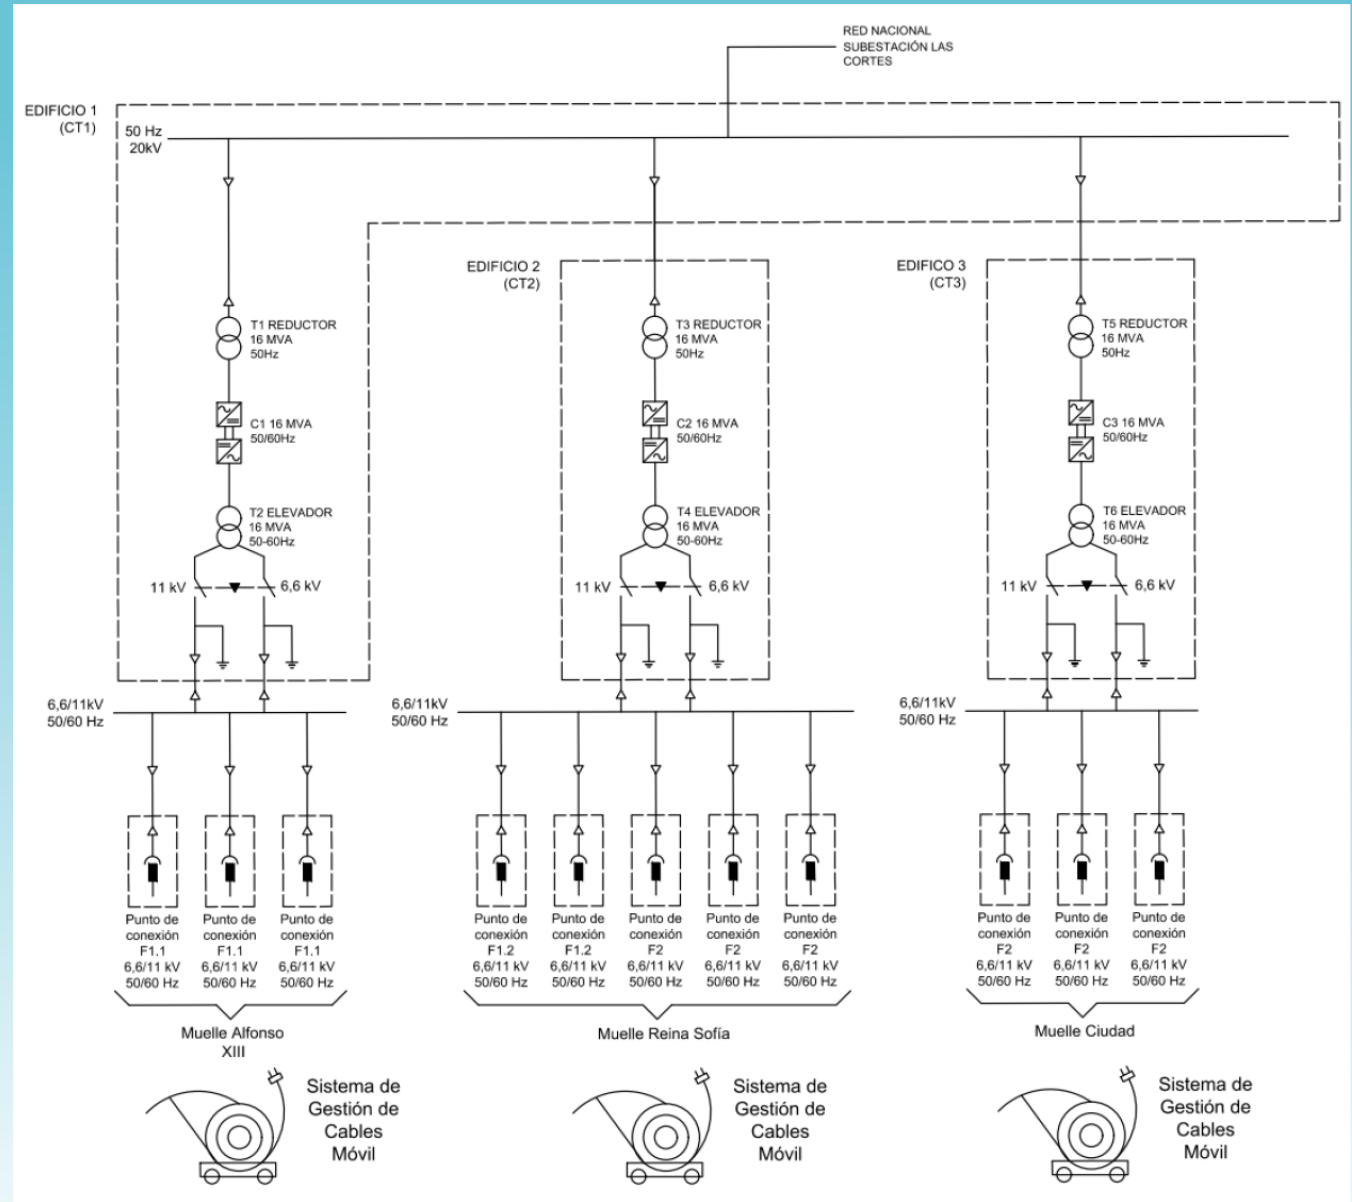 RED NACIONAL
SUBESTACIÓN LAS
CORTES
EDIFICIO 1
(CT1)
50 Hz
20kV
EDIFICIO 2
(CT2)
EDIFICO 3
(CT3)
T1 REDUCTOR
16 MVA
50Hz
T3 REDUCTOR
16 MVA
50Hz
T5 REDUCTOR
16 MVA
50Hz
C1 16 MVA
50/60Hz
C2 16 MVA
50/60Hz
C3 16 MVA
50/60Hz
T2 ELEVADOR
16 MVA
50-60Hz
T4 ELEVADOR
16 MVA
50-60Hz
T6 ELEVADOR
16 MVA
50-60Hz
11 kV
6,6 kV
11 kV
6,6 kV
11 kV
6,6 kV
6,6/11kV
50/60 Hz
6,6/11kV
50/60 Hz
6,6/11kV
50/60 Hz
Punto de
conexión
F1.1
6,6/11 kV
50/60 Hz
Punto de
conexión
F1.1
6,6/11 kV
50/60 Hz
Punto de
conexión
F1.1
6,6/11 kV
50/60 Hz
Punto de
conexión
F1.2
6,6/11 kV
50/60 Hz
Punto de
conexión
F1.2
6,6/11 kV
50/60 Hz
Punto de
conexión
F2
6,6/11 kV
50/60 Hz
Punto de
conexión
F2
6,6/11 kV
50/60 Hz
Punto de
conexión
F2
6,6/11 kV
50/60 Hz
Punto de
conexión
F2
6,6/11 kV
50/60 Hz
Punto de
conexión
F2
6,6/11 kV
50/60 Hz
Punto de
conexión
F2
6,6/11 kV
50/60 Hz
Muelle Alfonso
XIII
Muelle Reina Sofía
Muelle Ciudad
Sistema de
Gestión de
Cables
Móvil
Sistema de
Gestión de
Cables
Móvil
Sistema de
Gestión de
Cables
Móvil